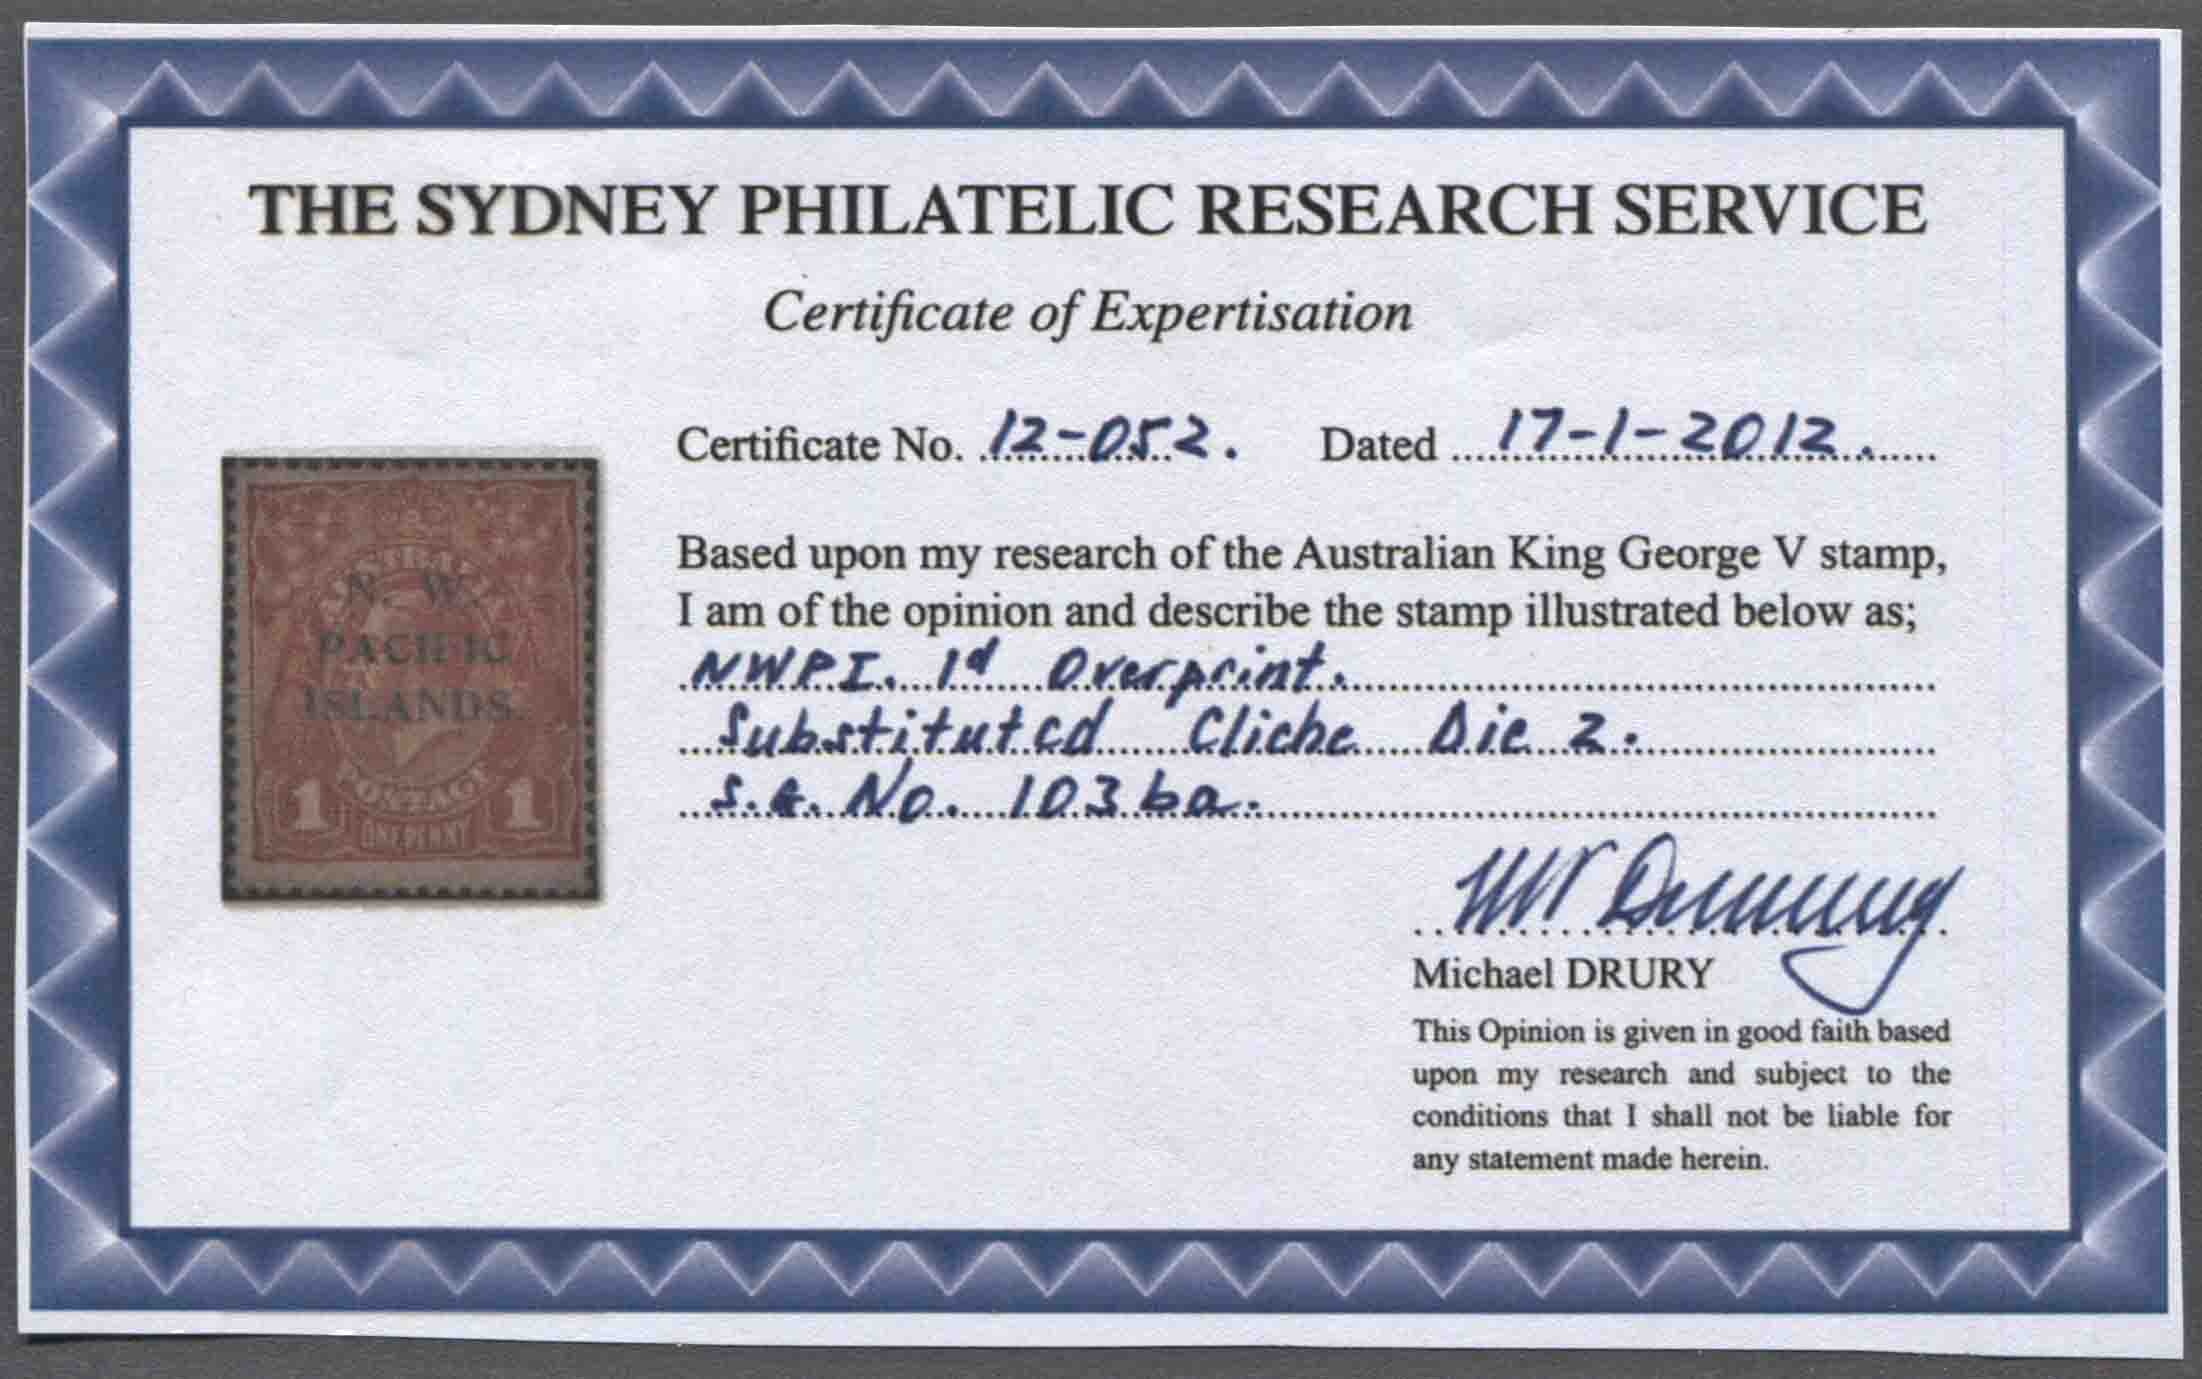 THE SYDNEY PHILATELIC RESEARCH SERVICE
Certificate of Expertisation
Certificate No. 12-052. Dated 17-1-2012.
Based upon my research of the Australian King George V stamp,
I am of the opinion and describe the stamp illustrated below as;
NWPI. 1d Overprint.
Substituted Cliche Die 2.
S.G. No. 103ba.
N. W.
PACIFIC
ISLANDS.
POSTAGE
1 1
ONE PENNY
Michael DRURY
This Opinion is given in good faith based
upon my research and subject to the
conditions that I shall not be liable for
any statement made herein.